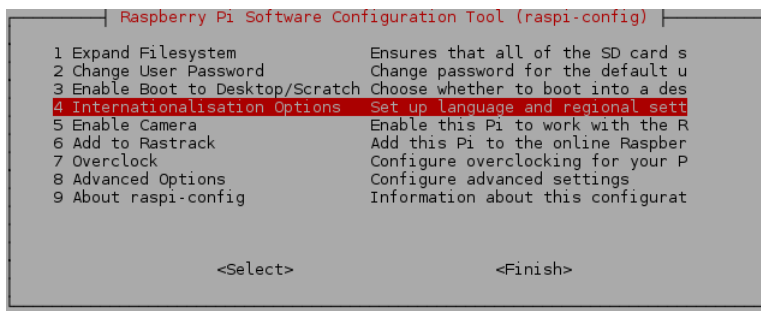 Raspberry Pi Software Configuration Tool (raspi-config)
1 Expand Filesystem Ensures that all of the SD card s
2 Change User Password Change password for the default u
3 Enable Boot to Desktop/Scratch Choose whether to boot into a des
4 Internationalisation Options Set up language and regional sett
5 Enable Camera Enable this Pi to work with the R
6 Add to Rastrack Add this Pi to the online Raspber
7 Overclock Configure overclocking for your P
8 Advanced Options Configure advanced settings
9 About raspi-config Information about this configurat
<Select> <Finish>